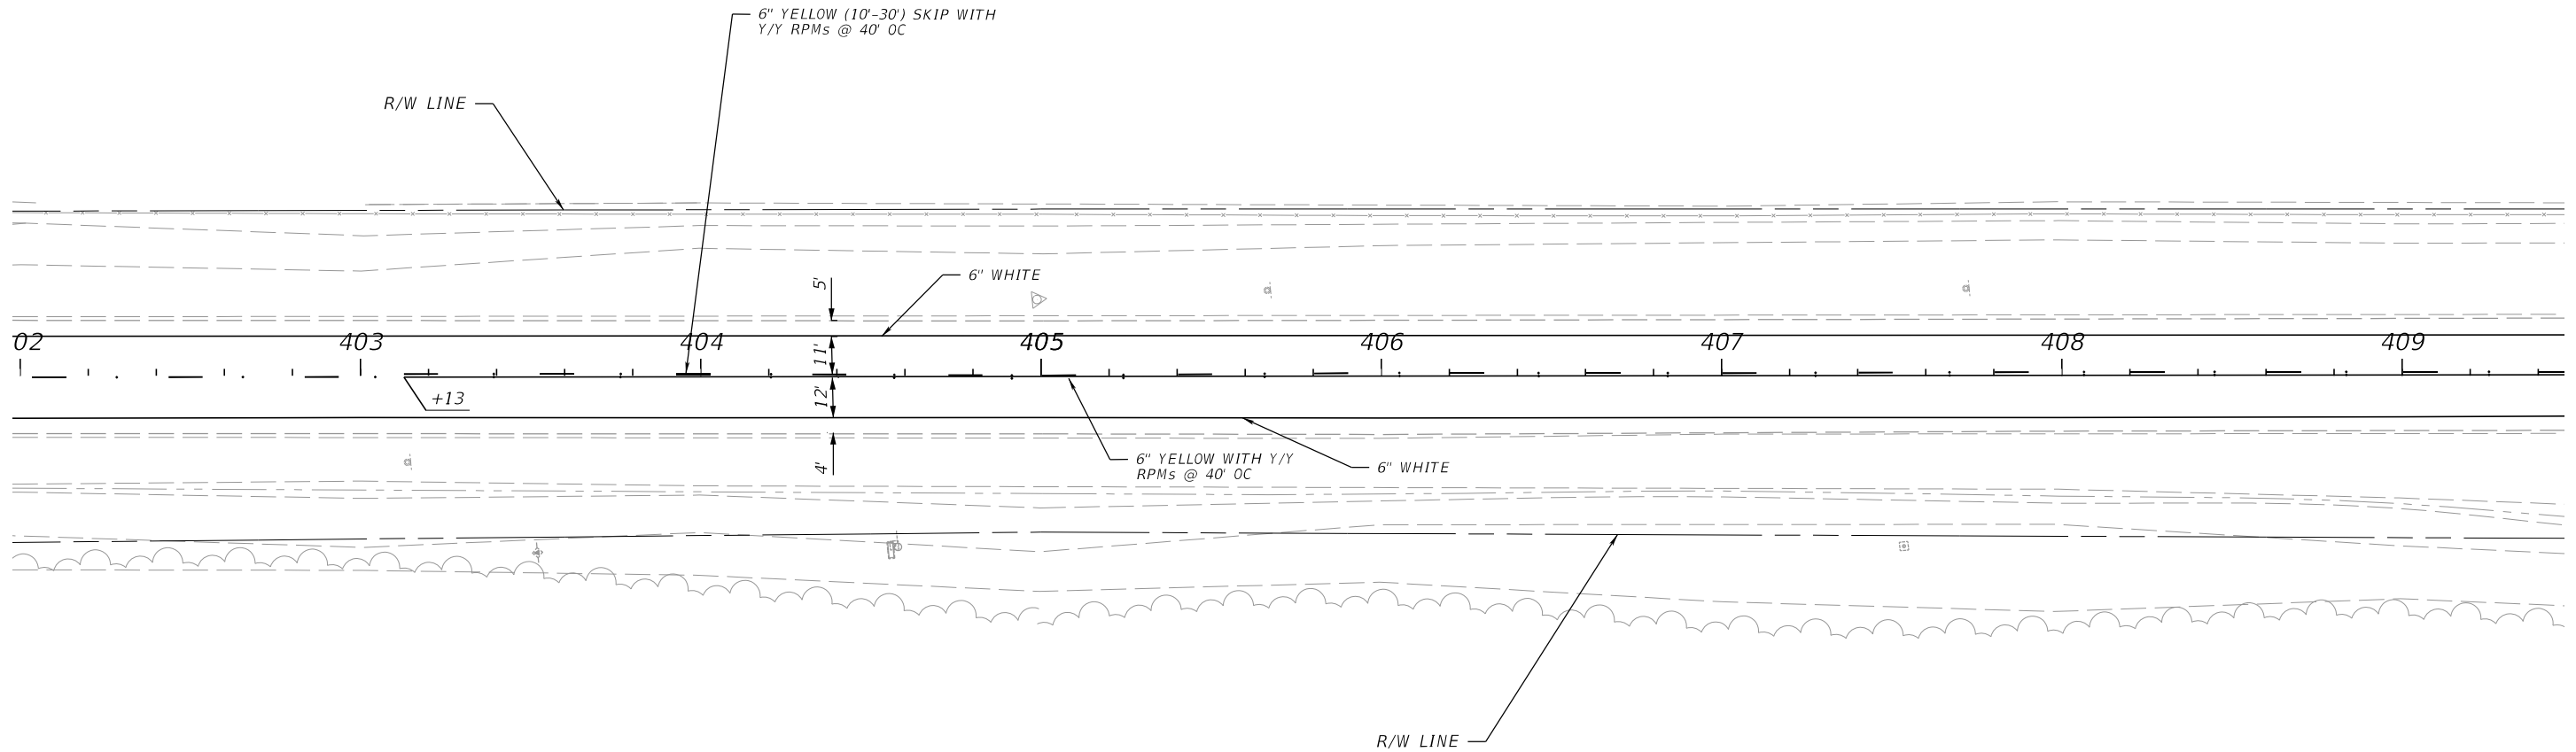 6" YELLOW (10'-30') SKIP WITH
Y/Y RPMs @ 40' OC
R/W LINE
5'
6" WHITE
02
403
404
405
406
407
408
409
11'
12'
+13
4'
6" YELLOW WITH Y/Y
RPMs @ 40' OC
6" WHITE
R/W LINE